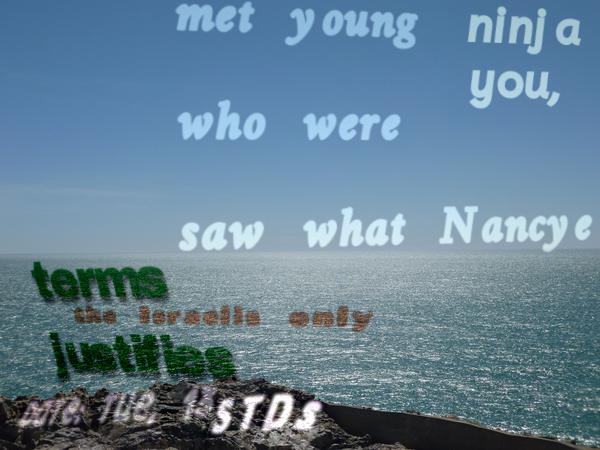 met young
who were
saw what Nancye
ninja
you,
terms
justifies
the Israelis only
STDs